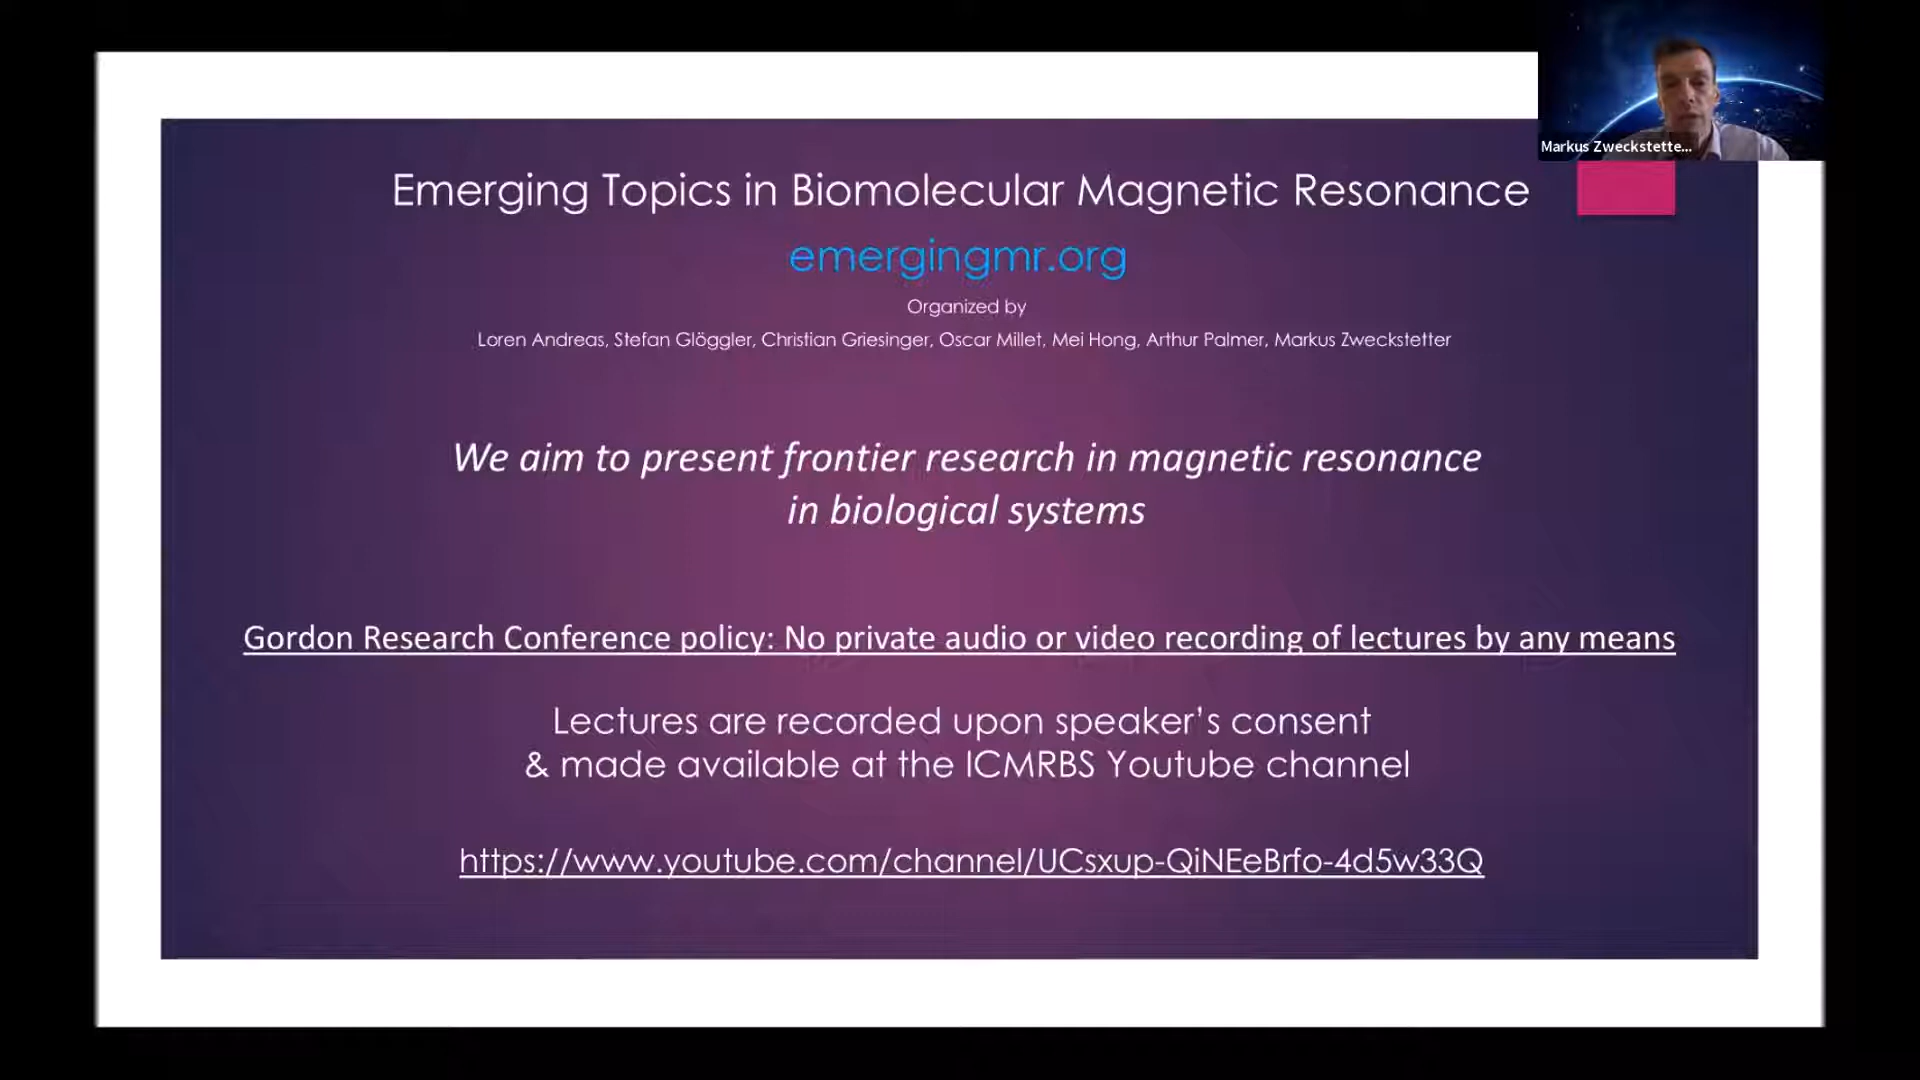 Markus Zweckstette...
Emerging Topics in Biomolecular Magnetic Resonance
emergingmr.org
Organized by
Loren Andreas, Stefan Glöggler, Christian Griesinger, Oscar Millet, Mei Hong, Arthur Palmer, Markus Zweckstetter
We aim to present frontier research in magnetic resonance
in biological systems
Gordon Research Conference policy: No private audio or video recording of lectures by any means
Lectures are recorded upon speaker’s consent
& made available at the ICMRBS Youtube channel
https://www.youtube.com/channel/UCsxup-QiNEeBrfo-4d5w33Q